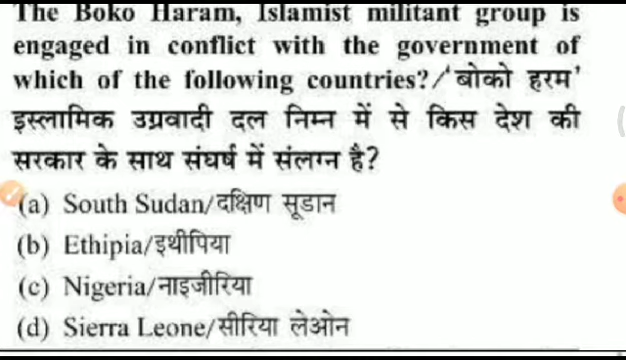 The Boko Haram, Islamist militant group is
engaged in conflict with the government of
which of the following countries?/‘बोको हरम’
इस्लामिक उग्रवादी दल निम्न में से किस देश की
सरकार के साथ संघर्ष में संलग्न है?
(a) South Sudan/दक्षिण सूडान
(b) Ethipia/इथीपिया
(c) Nigeria/नाइजीरिया
(d) Sierra Leone/सीरिया लेओन